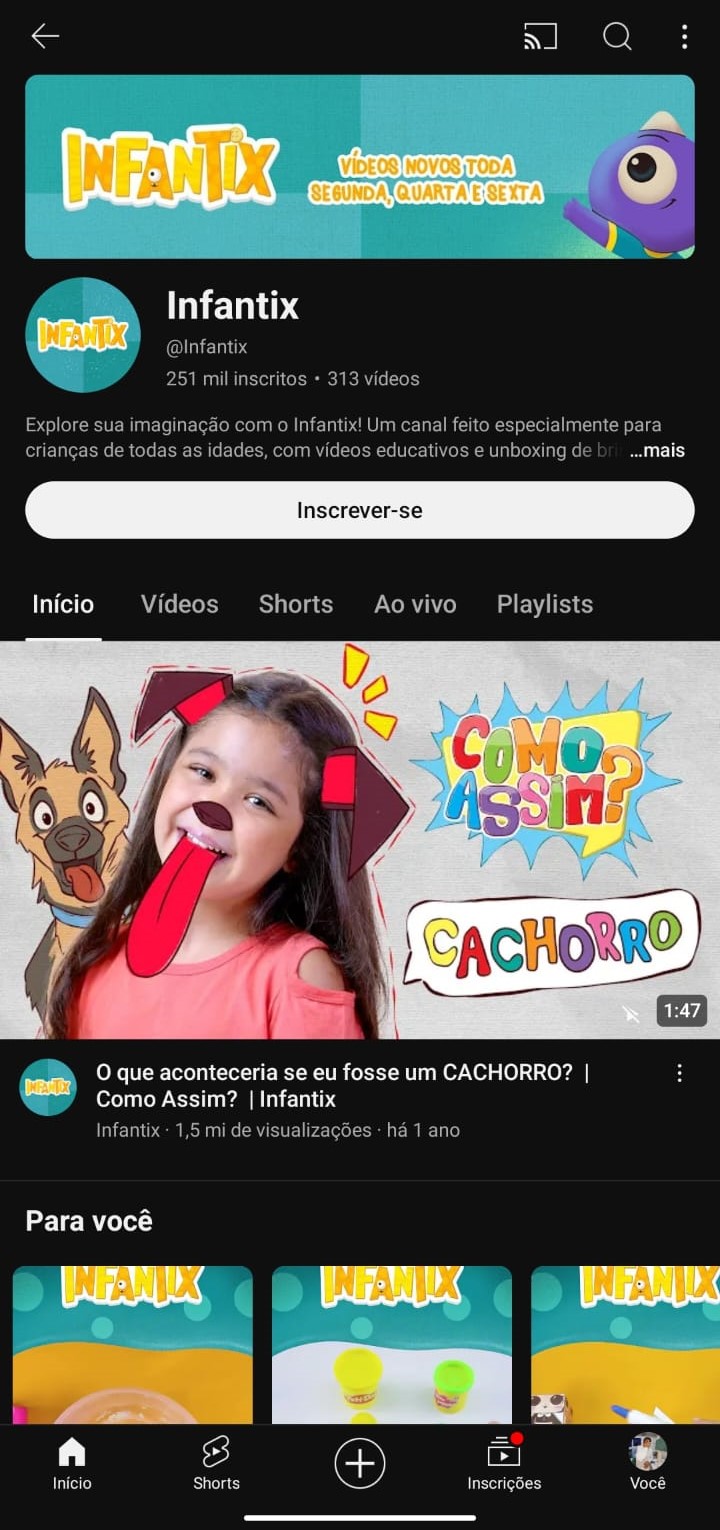 INFANTIX
VÍDEOS NOVOS TODA
SEGUNDA, QUARTA E SEXTA
INFANTIX
Infantix
@Infantix
251 mil inscritos • 313 vídeos
Explore sua imaginação com o Infantix! Um canal feito especialmente para
crianças de todas as idades, com vídeos educativos e unboxing de bri ...mais
Inscrever-se
Início Vídeos Shorts Ao vivo Playlists
COMO
ASSIM?
CACHORRO
1:47
INFANTIX
O que aconteceria se eu fosse um CACHORRO? |
Como Assim? | Infantix
Infantix · 1,5 mi de visualizações · há 1 ano
Para você
INFANTIX INFANTIX INFANTIX
Início Shorts Inscrições Você